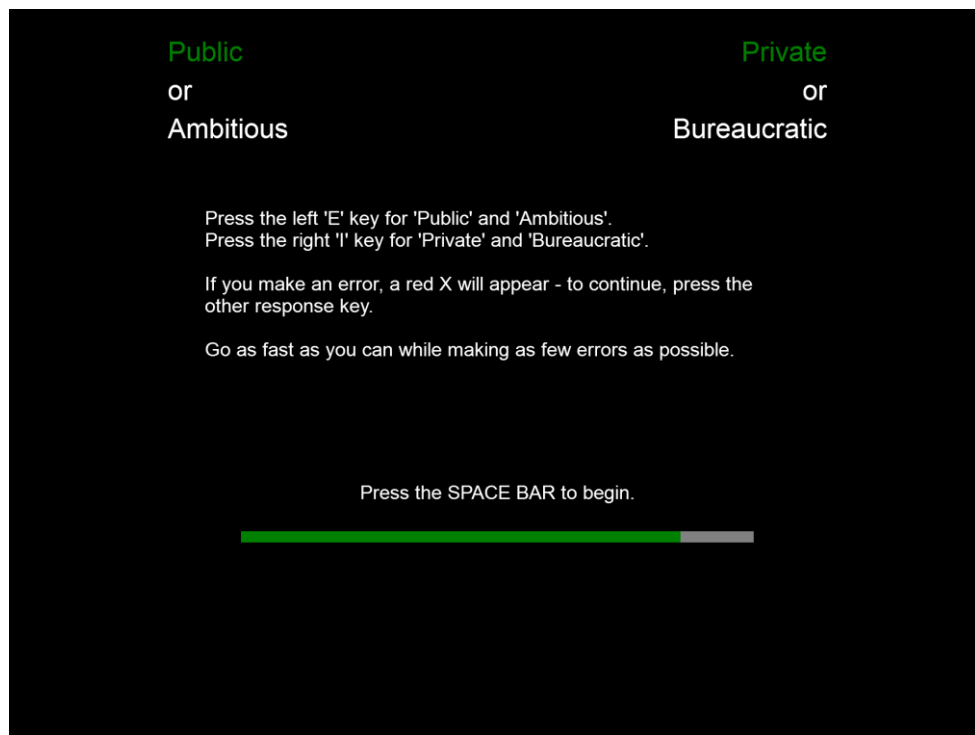 Public
Private
or
or
Ambitious
Bureaucratic
Press the left 'E' key for 'Public' and 'Ambitious'.
Press the right 'I' key for 'Private' and 'Bureaucratic'.
If you make an error, a red X will appear - to continue, press the
other response key.
Go as fast as you can while making as few errors as possible.
Press the SPACE BAR to begin.